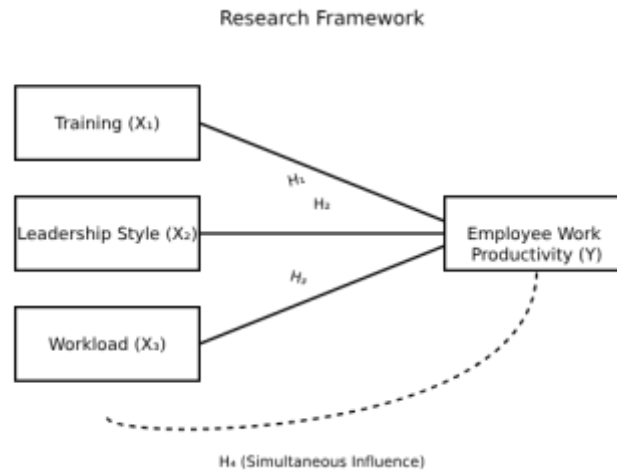 Research Framework
Training (X₁)
H₁
H₂
Leadership Style (X₂)
Employee Work
Productivity (Y)
H₃
Workload (X₃)
H₄ (Simultaneous Influence)